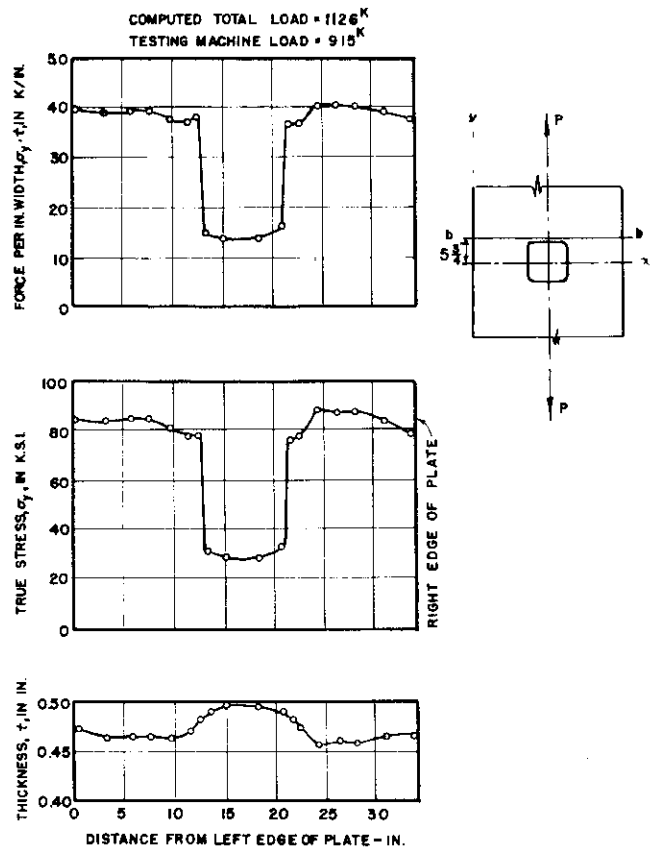 COMPUTED TOTAL LOAD = 1126K
TESTING MACHINE LOAD = 915K
FORCE PER IN. WIDTH, σy · t, IN K/IN.
50
40
30
20
10
0
y
P
b
b
5 3/4
x
P
TRUE STRESS, σy, IN K.S.I.
100
80
60
40
20
0
RIGHT EDGE OF PLATE
THICKNESS, t, IN IN.
0.50
0.45
0.40
0 5 10 15 20 25 30
DISTANCE FROM LEFT EDGE OF PLATE - IN.